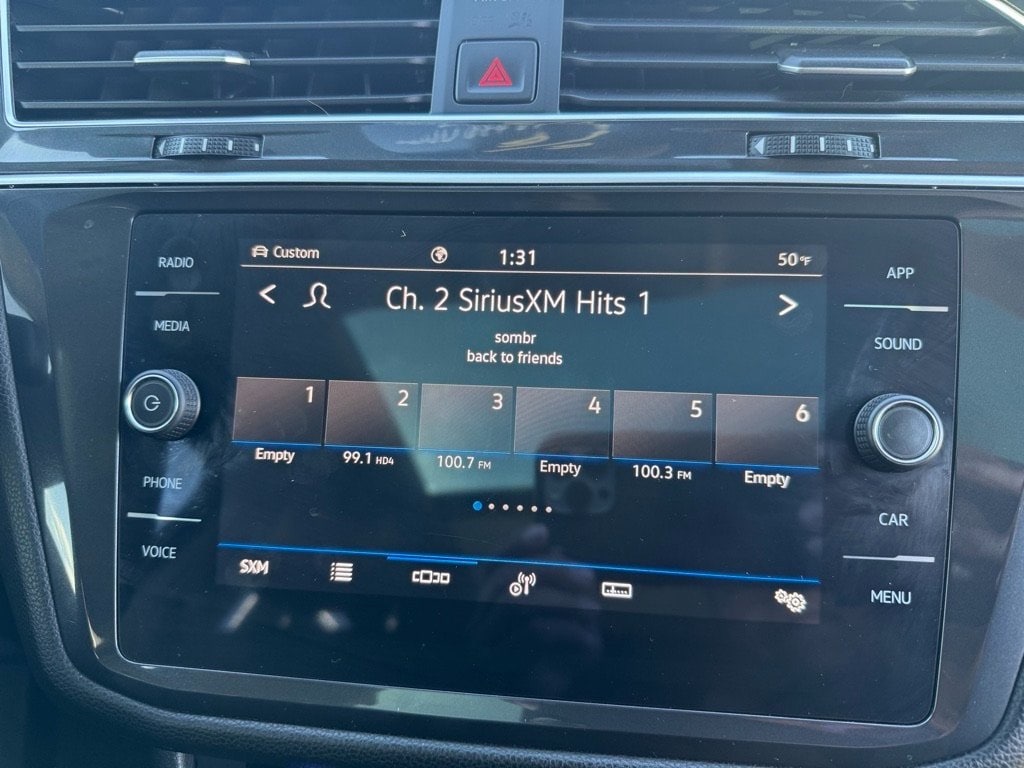 RADIO
MEDIA
PHONE
VOICE
Custom
1:31
50°F
< Ch. 2 SiriusXM Hits 1 >
sombr
back to friends
1 2 3 4 5 6
Empty 99.1 HD4 100.7 FM Empty 100.3 FM Empty
SXM
APP
SOUND
CAR
MENU